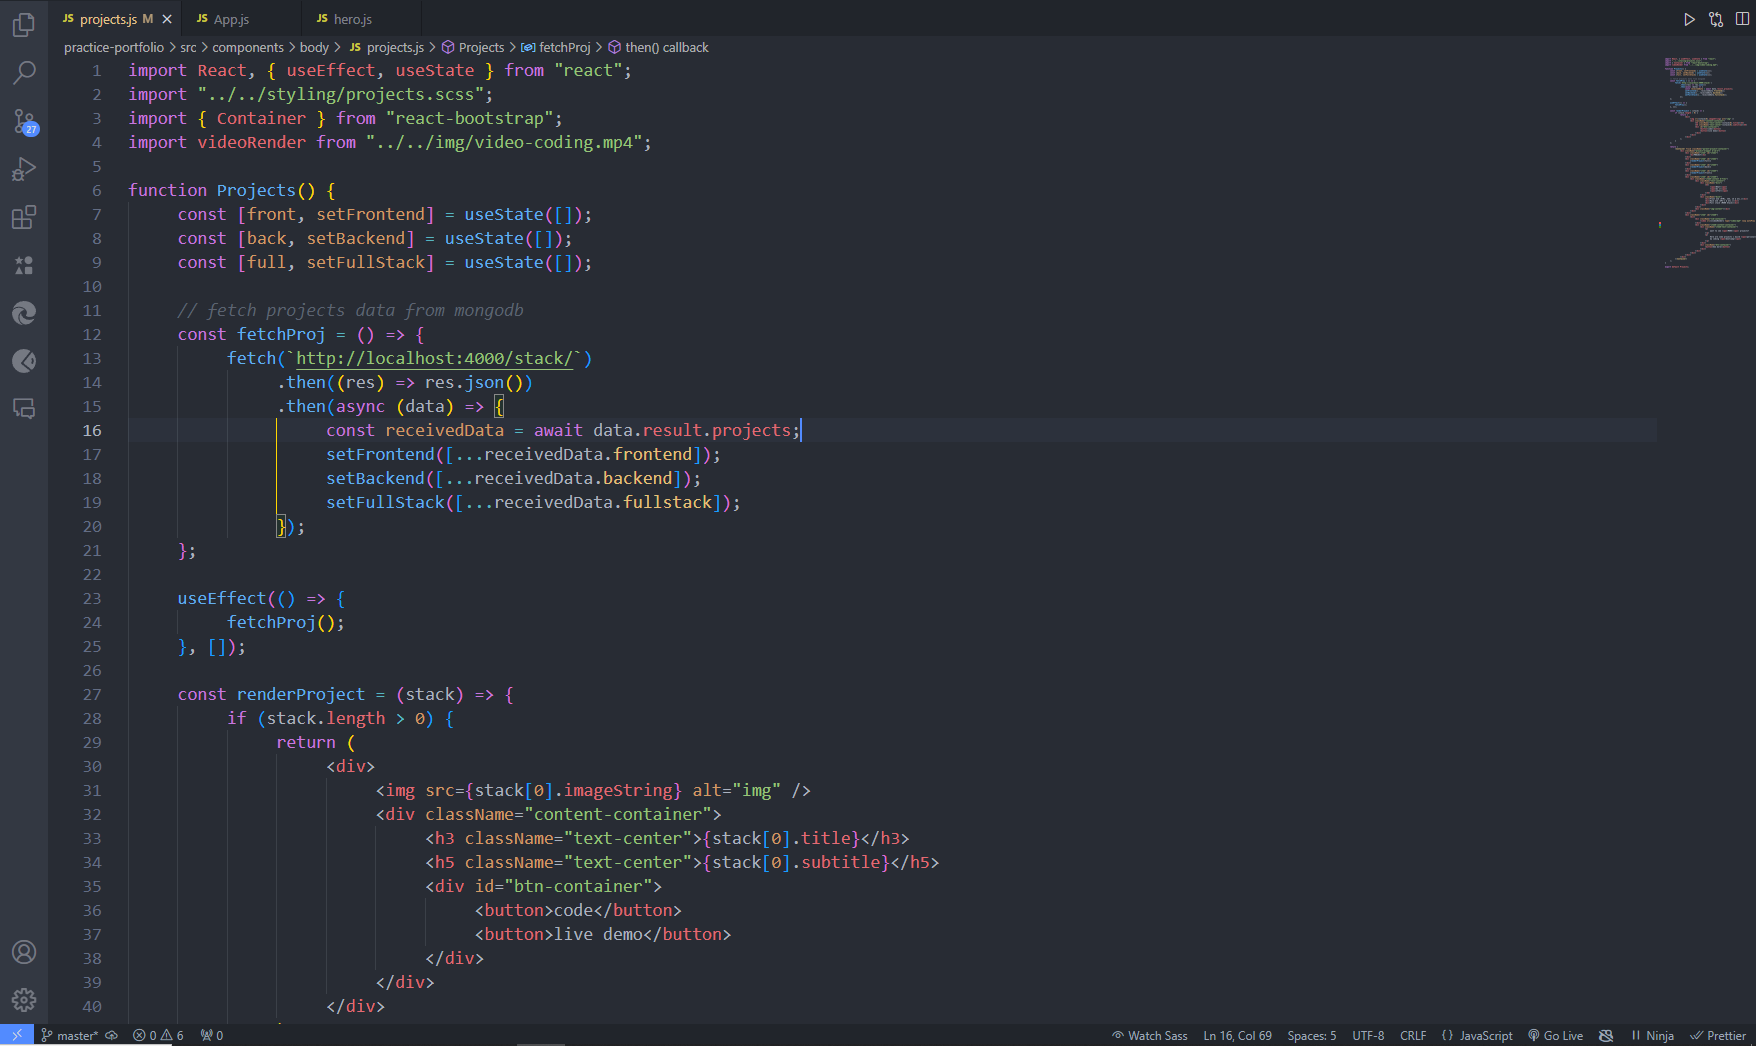 JS projects.js M
JS App.js
JS hero.js
practice-portfolio > src > components > body > JS projects.js > Projects > fetchProj > then() callback
1 import React, { useEffect, useState } from "react";
2 import "../../styling/projects.scss";
3 import { Container } from "react-bootstrap";
4 import videoRender from "../../img/video-coding.mp4";
5
6 function Projects() {
7 const [front, setFrontend] = useState([]);
8 const [back, setBackend] = useState([]);
9 const [full, setFullStack] = useState([]);
10
11 // fetch projects data from mongodb
12 const fetchProj = () => {
13 fetch(`http://localhost:4000/stack/`)
14 .then((res) => res.json())
15 .then(async (data) => {
16 const receivedData = await data.result.projects;
17 setFrontend([...receivedData.frontend]);
18 setBackend([...receivedData.backend]);
19 setFullStack([...receivedData.fullstack]);
20 });
21 };
22
23 useEffect(() => {
24 fetchProj();
25 }, []);
26
27 const renderProject = (stack) => {
28 if (stack.length > 0) {
29 return (
30 <div>
31 <img src={stack[0].imageString} alt="img" />
32 <div className="content-container">
33 <h3 className="text-center">{stack[0].title}</h3>
34 <h5 className="text-center">{stack[0].subtitle}</h5>
35 <div id="btn-container">
36 <button>code</button>
37 <button>live demo</button>
38 </div>
39 </div>
40 </div>
27
master* 0 6 0
Watch Sass Ln 16, Col 69 Spaces: 5 UTF-8 CRLF {} JavaScript Go Live Ninja Prettier